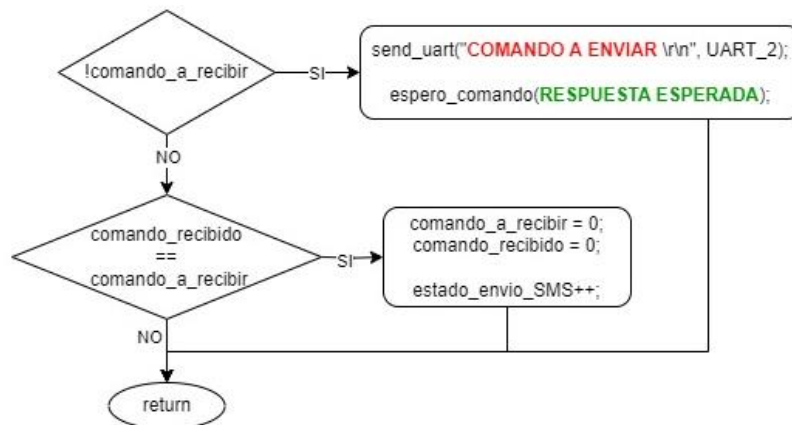 !comando_a_recibir
SI
send_uart("COMANDO A ENVIAR \r\n", UART_2);
espero_comando(RESPUESTA ESPERADA);
NO
comando_recibido
==
comando_a_recibir
SI
comando_a_recibir = 0;
comando_recibido = 0;
estado_envio_SMS++;
NO
return